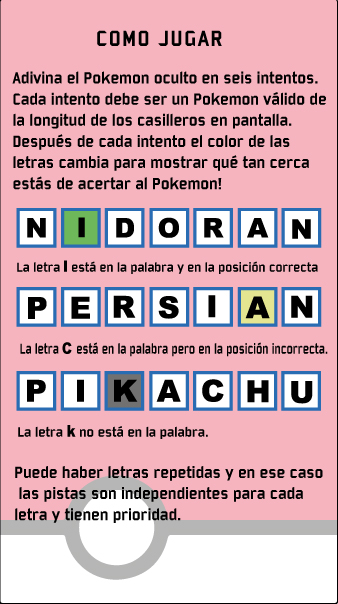 COMO JUGAR
Adivina el Pokemon oculto en seis intentos.
Cada intento debe ser un Pokemon válido de
la longitud de los casilleros en pantalla.
Después de cada intento el color de las
letras cambia para mostrar qué tan cerca
estás de acertar al Pokemon!
N I D O R A N
La letra I está en la palabra y en la posición correcta
P E R S I A N
La letra C está en la palabra pero en la posición incorrecta.
P I K A C H U
La letra k no está en la palabra.
Puede haber letras repetidas y en ese caso
las pistas son independientes para cada
letra y tienen prioridad.